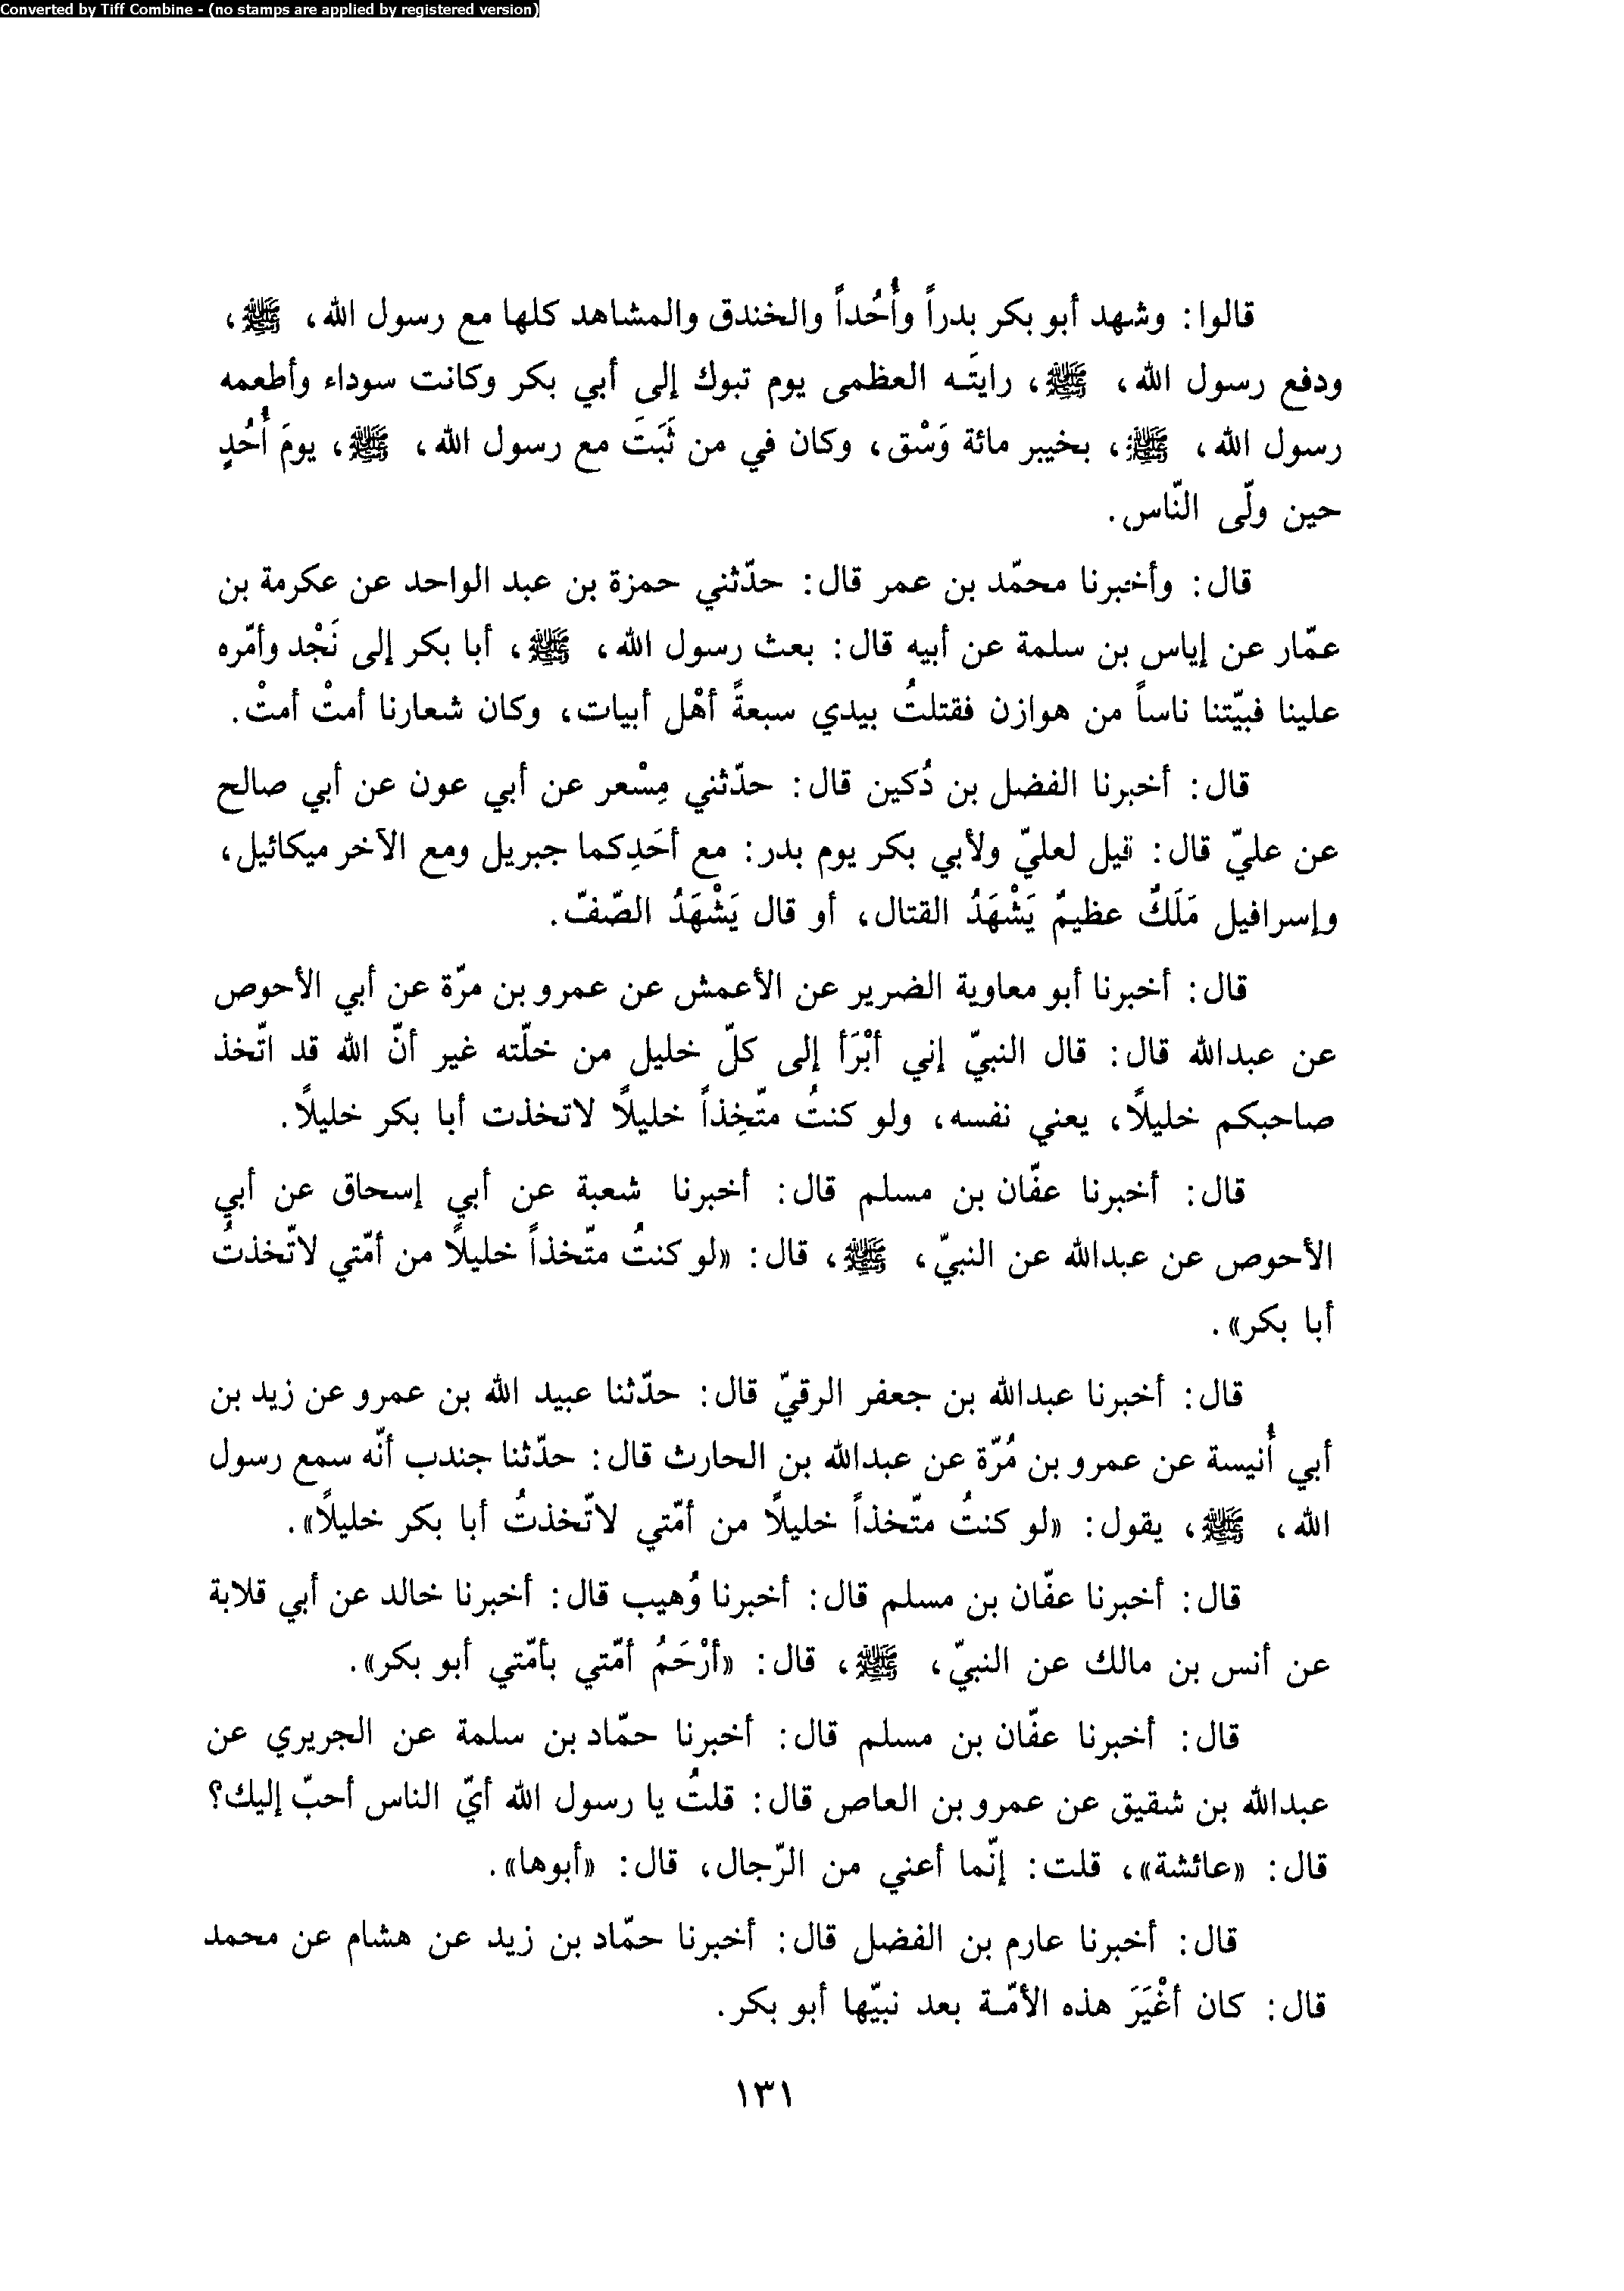 Converted by Tiff Combine - (no stamps are applied by registered version)
قالوا: وشهد أبو بكر بدراً وأُحُداً والخندق والمشاهد كلها مع رسول الله، ﷺ،
ودفع رسول الله، ﷺ، رايتَـه العظمى يوم تبوك إلى أبي بكر وكانت سوداء وأطعمه
رسول الله، ﷺ، بخيبر مائة وَسْق، وكان في من ثَبَتَ مع رسول الله، ﷺ، يومَ أُحُدٍ
حين ولّى النّاس.
قال: وأخبرنا محمّد بن عمر قال: حدّثني حمزة بن عبد الواحد عن عكرمة بن
عمّار عن إياس بن سلمة عن أبيه قال: بعث رسول الله، ﷺ، أبا بكر إلى نَجْد وأمّره
علينا فبيّتنا ناساً من هوازن فقتلتُ بيدي سبعةً أهْل أبيات، وكان شعارنا أمتْ أمتْ.
قال: أخبرنا الفضل بن دُكين قال: حدّثني مِسْعر عن أبي عون عن أبي صالح
عن عليّ قال: قيل لعليّ ولأبي بكر يوم بدر: مع أحَدِكما جبريل ومع الآخر ميكائيل،
وإسرافيل مَلَكٌ عظيمٌ يَشْهَدُ القتال، أو قال يَشْهَدُ الصّفّ.
قال: أخبرنا أبو معاوية الضرير عن الأعمش عن عمرو بن مرّة عن أبي الأحوص
عن عبدالله قال: قال النبيّ إني أبْرَأ إلى كلّ خليل من خلّته غير أنّ الله قد اتّخذ
صاحبكم خليلًا، يعني نفسه، ولو كنتُ متّخِذاً خليلًا لاتخذت أبا بكر خليلًا.
قال: أخبرنا عفّان بن مسلم قال: أخبرنا شعبة عن أبي إسحاق عن أبي
الأحوص عن عبدالله عن النبيّ، ﷺ، قال: «لو كنتُ متّخذاً خليلًا من أمّتي لاتّخذتُ
أبا بكر».
قال: أخبرنا عبدالله بن جعفر الرقيّ قال: حدّثنا عبيد الله بن عمرو عن زيد بن
أبي أُنيسة عن عمرو بن مُرّة عن عبدالله بن الحارث قال: حدّثنا جندب أنّه سمع رسول
الله، ﷺ، يقول: «لو كنتُ متّخذاً خليلًا من أمّتي لاتّخذتُ أبا بكر خليلًا».
قال: أخبرنا عفّان بن مسلم قال: أخبرنا وُهيب قال: أخبرنا خالد عن أبي قلابة
عن أنس بن مالك عن النبيّ، ﷺ، قال: «أرْحَمُ أمّتي بأمّتي أبو بكر».
قال: أخبرنا عفّان بن مسلم قال: أخبرنا حمّاد بن سلمة عن الجريري عن
عبدالله بن شقيق عن عمرو بن العاص قال: قلتُ يا رسول الله أيّ الناس أحبّ إليك؟
قال: «عائشة»، قلت: إنّما أعني من الرّجال، قال: «أبوها».
قال: أخبرنا عارم بن الفضل قال: أخبرنا حمّاد بن زيد عن هشام عن محمد
قال: كان أغْيَرَ هذه الأمّـة بعد نبيّها أبو بكر.
١٣١